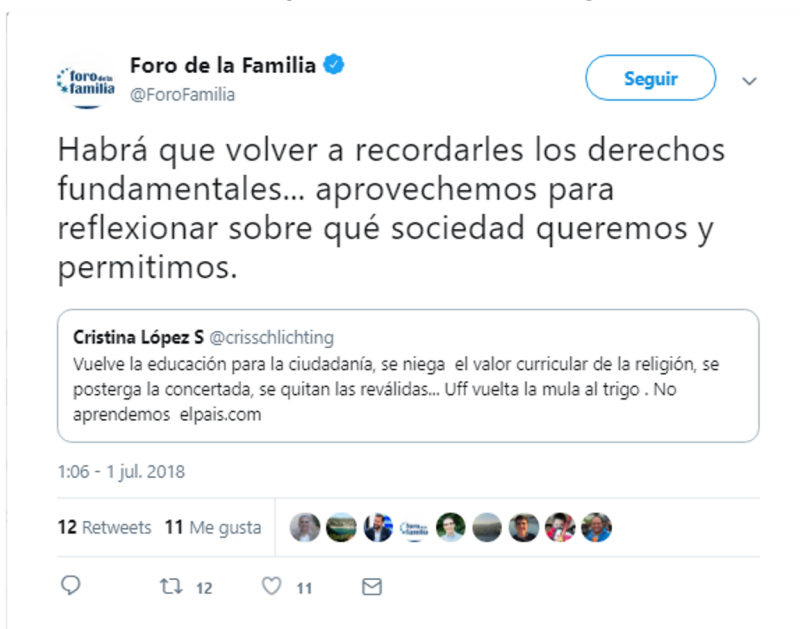 Foro de la Familia
foro de la
familia
@ForoFamilia
Seguir
Habrá que volver a recordarles los derechos
fundamentales... aprovechemos para
reflexionar sobre qué sociedad queremos y
permitimos.
Cristina López S @crisschlichting
Vuelve la educación para la ciudadanía, se niega  el valor curricular de la religión, se
posterga la concertada, se quitan las reválidas... Uff vuelta la mula al trigo . No
aprendemos  elpais.com
1:06 - 1 jul. 2018
12 Retweets 11 Me gusta
12 11